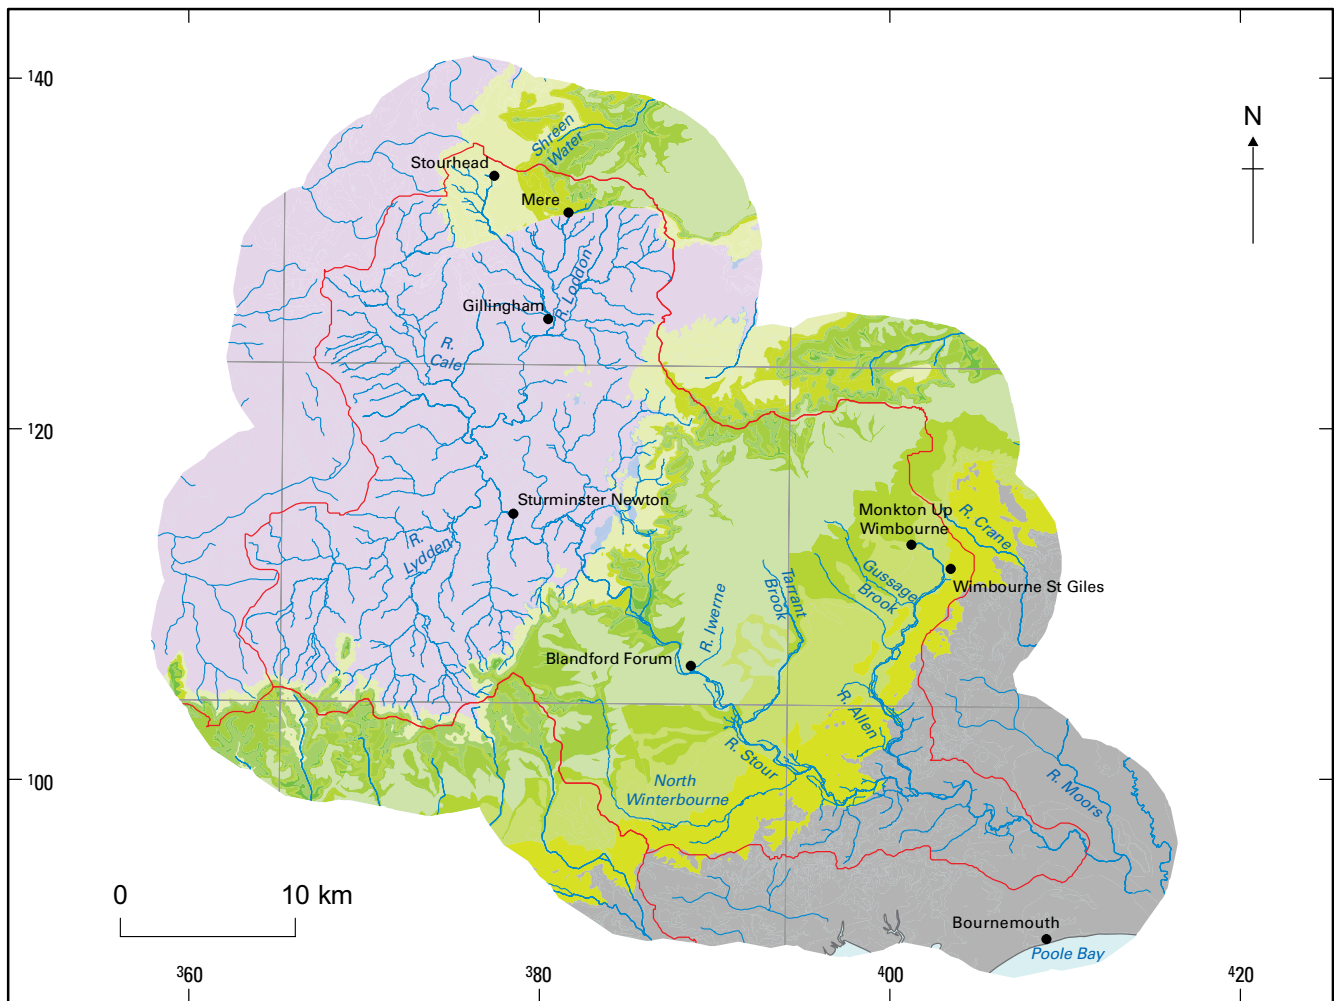 140
Shreen
Water
N
Stourhead
Mere
R. Loddon
Gillingham
R.
Cale
120
Sturminster Newton
Monkton Up
Wimbourne
R. Crane
R.
Lydden
Gussage
Brook
Tarrant
Brook
Wimbourne St Giles
R. Iwerne
Blandford Forum
R. Allen
R. Stour
100
North
Winterbourne
R. Moors
0 10 km
Bournemouth
Poole Bay
360 380 400 420